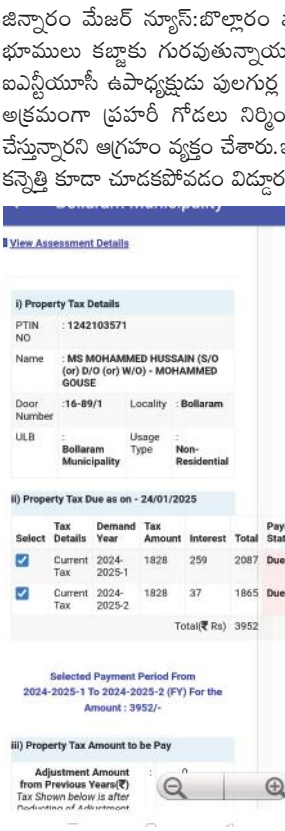 జిన్నారం మేజర్ న్యూస్:బొల్లారం
భూములు కబ్జాకు గురవుతున్నాయ
ఐఎన్టీయూసీ ఉపాధ్యక్షుడు పులగుర్ల
అక్రమంగా ప్రహరీ గోడలు నిర్మిం
చేస్తున్నారని ఆగ్రహం వ్యక్తం చేశారు.
కన్నెత్తి కూడా చూడకపోవడం విడ్డూర
Bollaram Municipality
View Assessment Details
i) Property Tax Details
PTIN NO : 1242103571
Name : MS MOHAMMED HUSSAIN (S/O
(or) D/O (or) W/O) - MOHAMMED
GOUSE
Door Number :16-89/1 Locality : Bollaram
ULB : Bollaram Municipality Usage Type : Non-Residential
ii) Property Tax Due as on - 24/01/2025
Select Tax Details Demand Year Tax Amount Interest Total Pay Stat
Current Tax 2024-2025-1 1828 259 2087 Due
Current Tax 2024-2025-2 1828 37 1865 Due
Total(₹ Rs) 3952
Selected Payment Period From
2024-2025-1 To 2024-2025-2 (FY) For the
Amount : 3952/-
iii) Property Tax Amount to be Pay
Adjustment Amount : 0
from Previous Years(₹)
Tax Shown below is after
Deducting of Adjustment